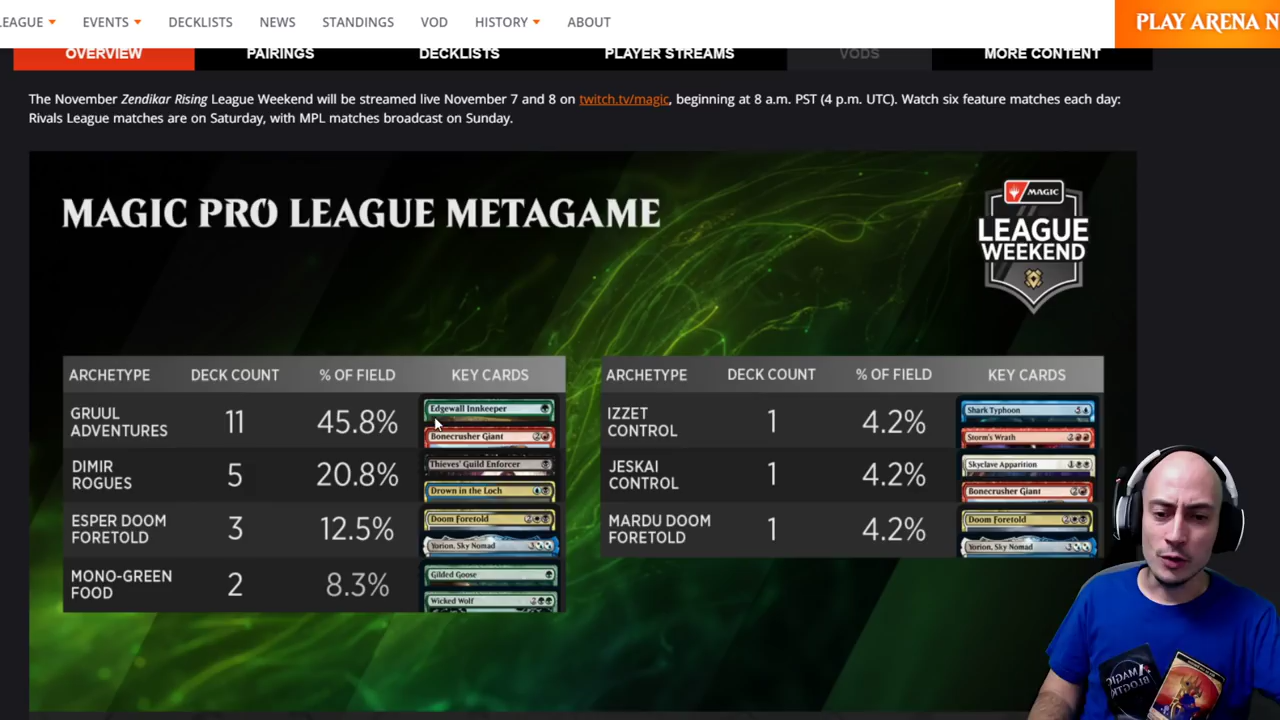 LEAGUE
EVENTS
DECKLISTS
NEWS
STANDINGS
VOD
HISTORY
ABOUT
PLAY ARENA
OVERVIEW
PAIRINGS
DECKLISTS
PLAYER STREAMS
VODS
MORE CONTENT
The November Zendikar Rising League Weekend will be streamed live November 7 and 8 on twitch.tv/magic, beginning at 8 a.m. PST (4 p.m. UTC). Watch six feature matches each day:
Rivals League matches are on Saturday, with MPL matches broadcast on Sunday.
MAGIC PRO LEAGUE METAGAME
MAGIC
LEAGUE
WEEKEND
ARCHETYPE DECK COUNT % OF FIELD KEY CARDS
GRUUL
ADVENTURES
11 45.8%
Edgewall Innkeeper
Bonecrusher Giant
DIMIR
ROGUES
5 20.8%
Thieves' Guild Enforcer
Drown in the Loch
ESPER DOOM
FORETOLD
3 12.5%
Doom Foretold
Yorion, Sky Nomad
MONO-GREEN
FOOD
2 8.3%
Gilded Goose
Wicked Wolf
ARCHETYPE DECK COUNT % OF FIELD KEY CARDS
IZZET
CONTROL
1 4.2%
Shark Typhoon
Storm's Wrath
JESKAI
CONTROL
1 4.2%
Skyclave Apparition
Bonecrusher Giant
MARDU DOOM
FORETOLD
1 4.2%
Doom Foretold
Yorion, Sky Nomad
MAGIC